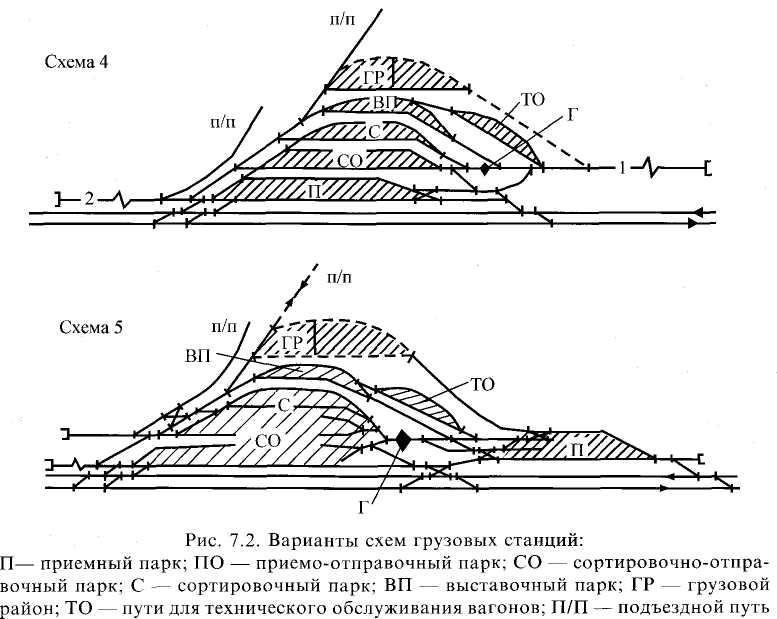 п/п
Схема 4
ГР
ТО
ВП
Г
п/п
С
СО
1
П
2
п/п
Схема 5
п/п
ГР
ВП
ТО
С
СО
П
Г
Рис. 7.2. Варианты схем грузовых станций:
П— приемный парк; ПО — приемо-отправочный парк; СО — сортировочно-отпра-
вочный парк; С — сортировочный парк; ВП — выставочный парк; ГР — грузовой
район; ТО — пути для технического обслуживания вагонов; П/П — подъездной путь